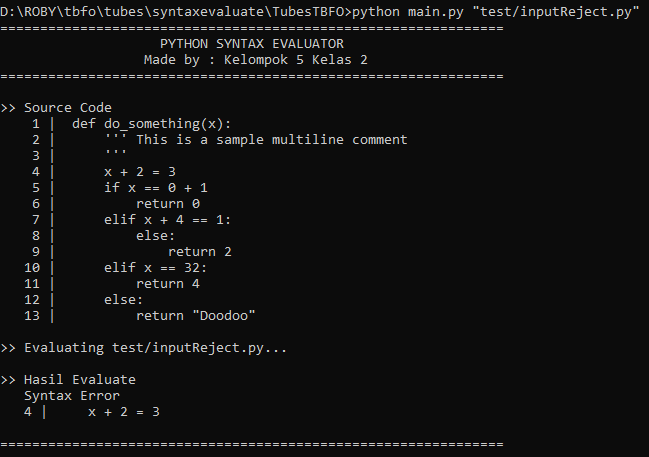 D:\ROBY\tbfo\tubes\syntaxevaluate\TubesTBFO>python main.py "test/inputReject.py"
===============================================================
                    PYTHON SYNTAX EVALUATOR
                  Made by : Kelompok 5 Kelas 2
===============================================================

>> Source Code
    1 |  def do_something(x):
    2 |      ''' This is a sample multiline comment
    3 |      '''
    4 |      x + 2 = 3
    5 |      if x == 0 + 1
    6 |          return 0
    7 |      elif x + 4 == 1:
    8 |          else:
    9 |              return 2
   10 |      elif x == 32:
   11 |          return 4
   12 |      else:
   13 |          return "Doodoo"

>> Evaluating test/inputReject.py...

>> Hasil Evaluate
   Syntax Error
   4 |     x + 2 = 3

===============================================================